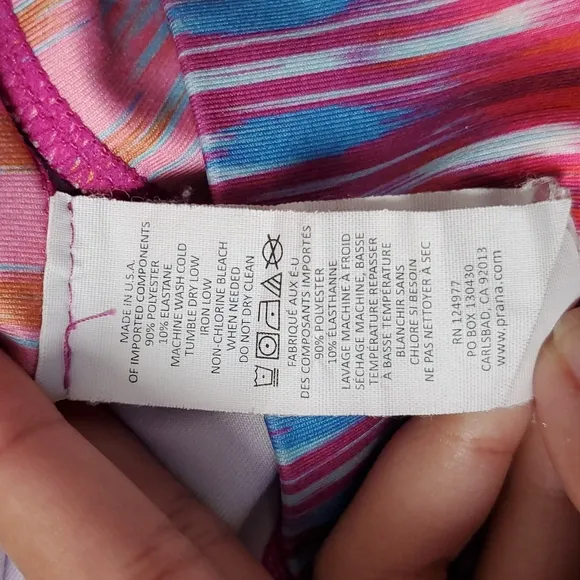 MADE IN U.S.A.
OF IMPORTED COMPONENTS
90% POLYESTER
10% ELASTANE
MACHINE WASH COLD
TUMBLE DRY LOW
IRON LOW
NON-CHLORINE BLEACH
WHEN NEEDED
DO NOT DRY CLEAN
FABRIQUÉ AUX É-U
DES COMPOSANTS IMPORTÉS
90% POLYESTER
10% ÉLASTHANNE
LAVAGE MACHINE À FROID
SÉCHAGE MACHINE, BASSE
TEMPÉRATURE REPASSER
À BASSE TEMPÉRATURE
BLANCHIR SANS
CHLORE SI BESOIN
NE PAS NETTOYER À SEC
RN 124977
PO BOX 130430
CARLSBAD, CA 92013
www.prana.com